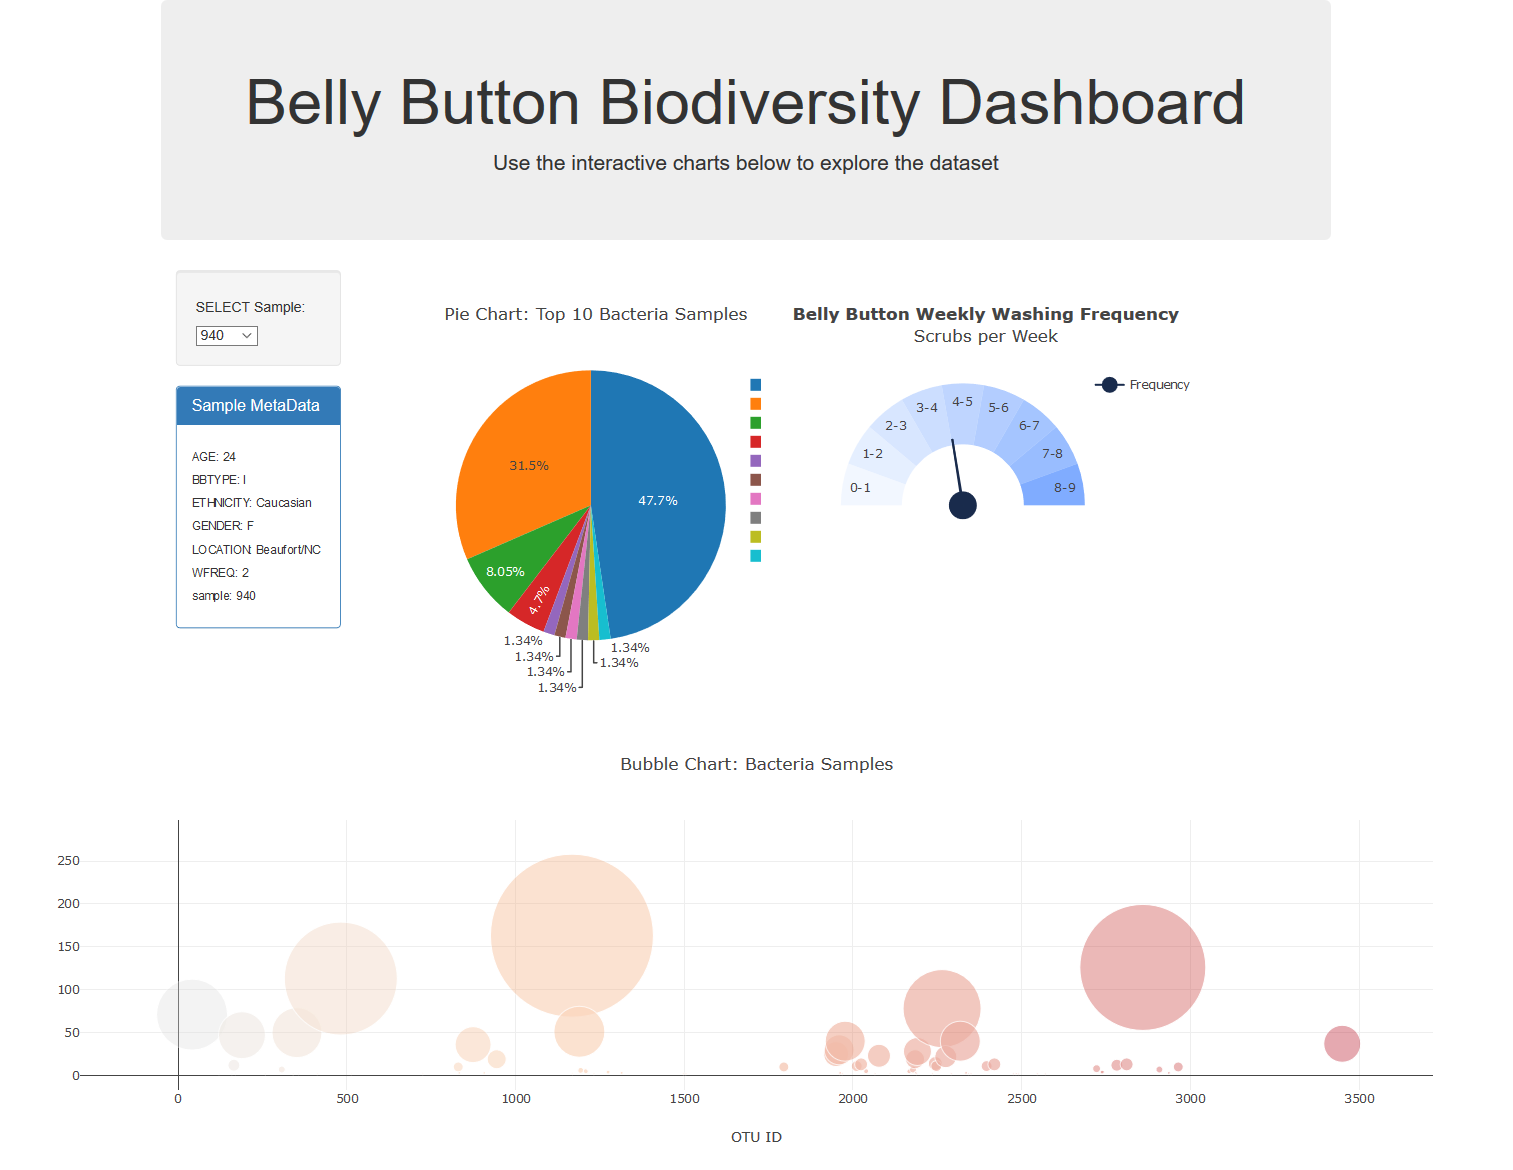 Belly Button Biodiversity Dashboard
Use the interactive charts below to explore the dataset
SELECT Sample:
940
Sample MetaData
AGE: 24
BBTYPE: I
ETHNICITY: Caucasian
GENDER: F
LOCATION: Beaufort/NC
WFREQ: 2
sample: 940
Pie Chart: Top 10 Bacteria Samples
31.5%
47.7%
8.05%
4.7%
1.34%
1.34%
1.34%
1.34%
1.34%
1.34%
Belly Button Weekly Washing Frequency
Scrubs per Week
Frequency
0-1
1-2
2-3
3-4
4-5
5-6
6-7
7-8
8-9
Bubble Chart: Bacteria Samples
250
200
150
100
50
0
0 500 1000 1500 2000 2500 3000 3500
OTU ID